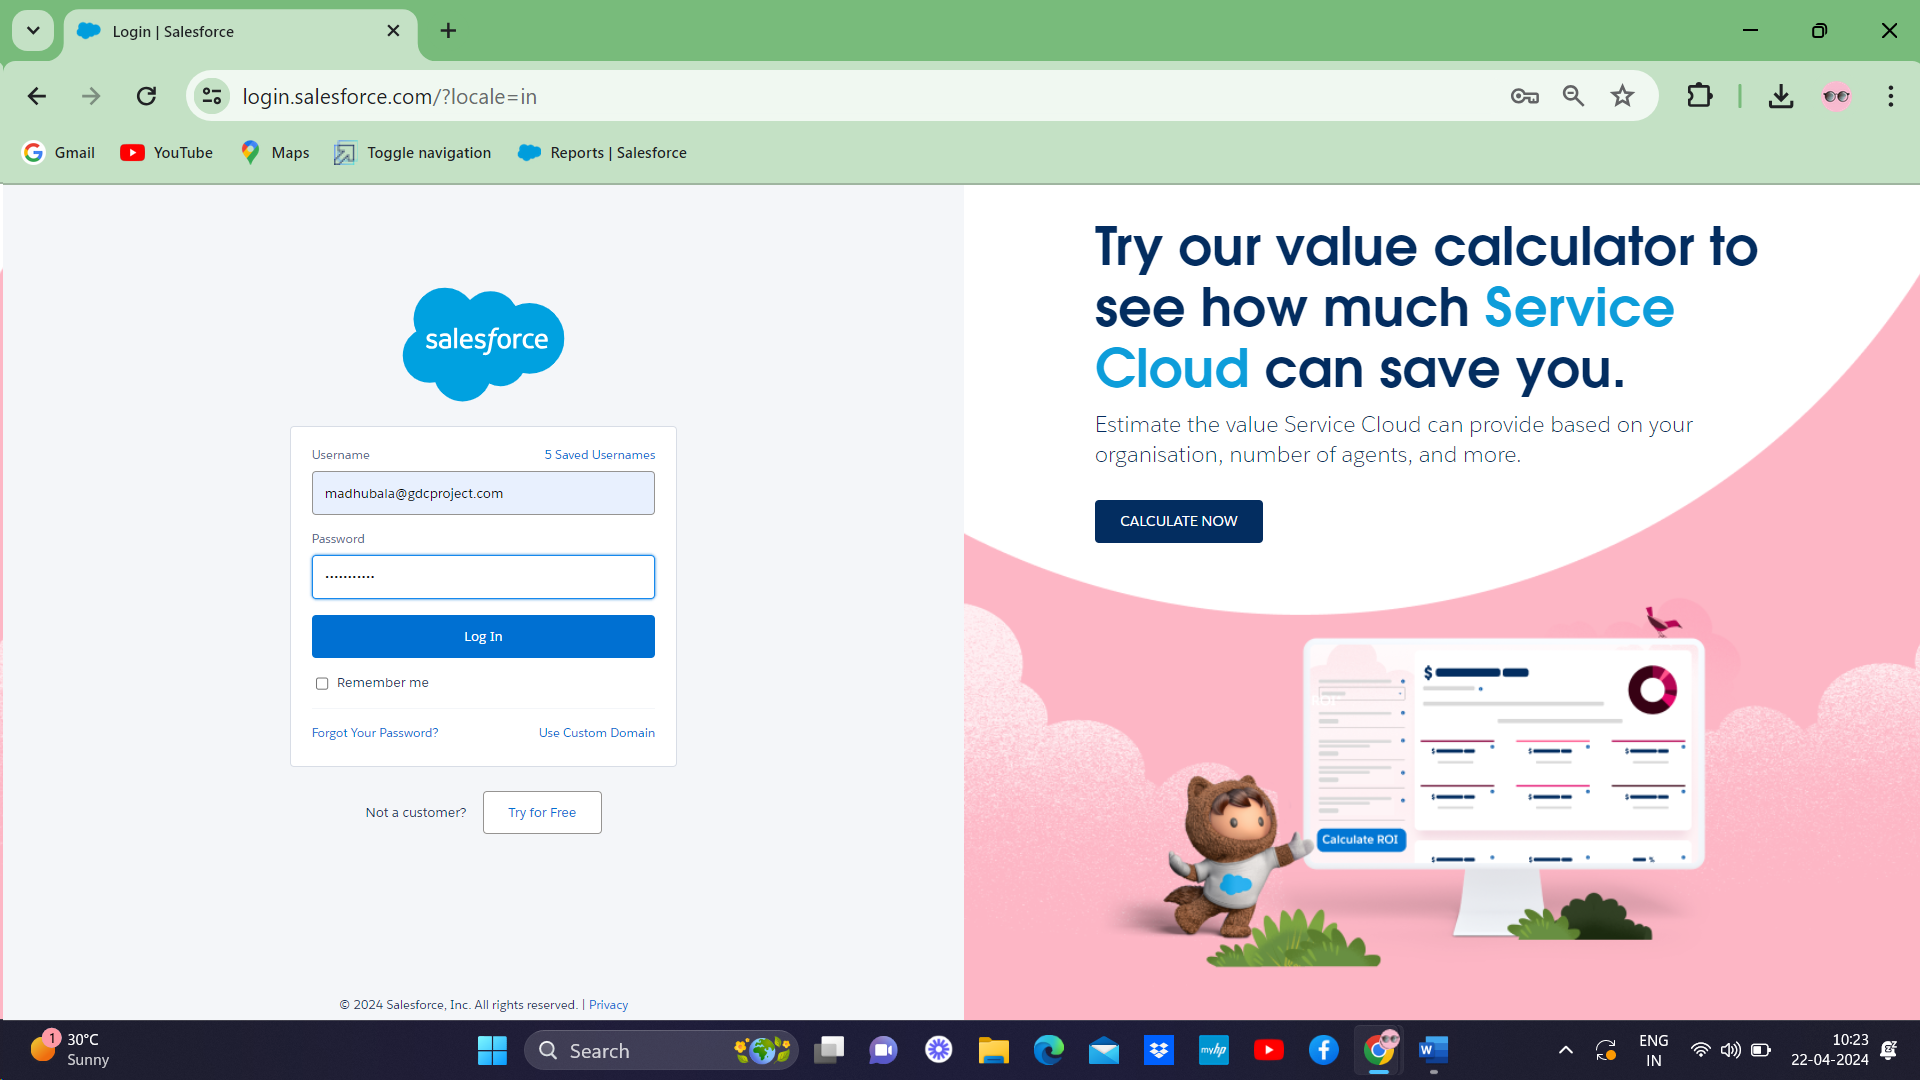 Login | Salesforce
login.salesforce.com/?locale=in
Gmail
YouTube
Maps
Toggle navigation
Reports | Salesforce
salesforce
Username
5 Saved Usernames
madhubala@gdcproject.com
Password
Log In
Remember me
Forgot Your Password?
Use Custom Domain
Not a customer?
Try for Free
© 2024 Salesforce, Inc. All rights reserved. | Privacy
Try our value calculator to
see how much Service
Cloud can save you.
Estimate the value Service Cloud can provide based on your
organisation, number of agents, and more.
CALCULATE NOW
$
$
$
$
$
$
$
Calculate ROI
$
$
%
1
30°C
Sunny
Search
myhp
W
ENG
IN
10:23
22-04-2024